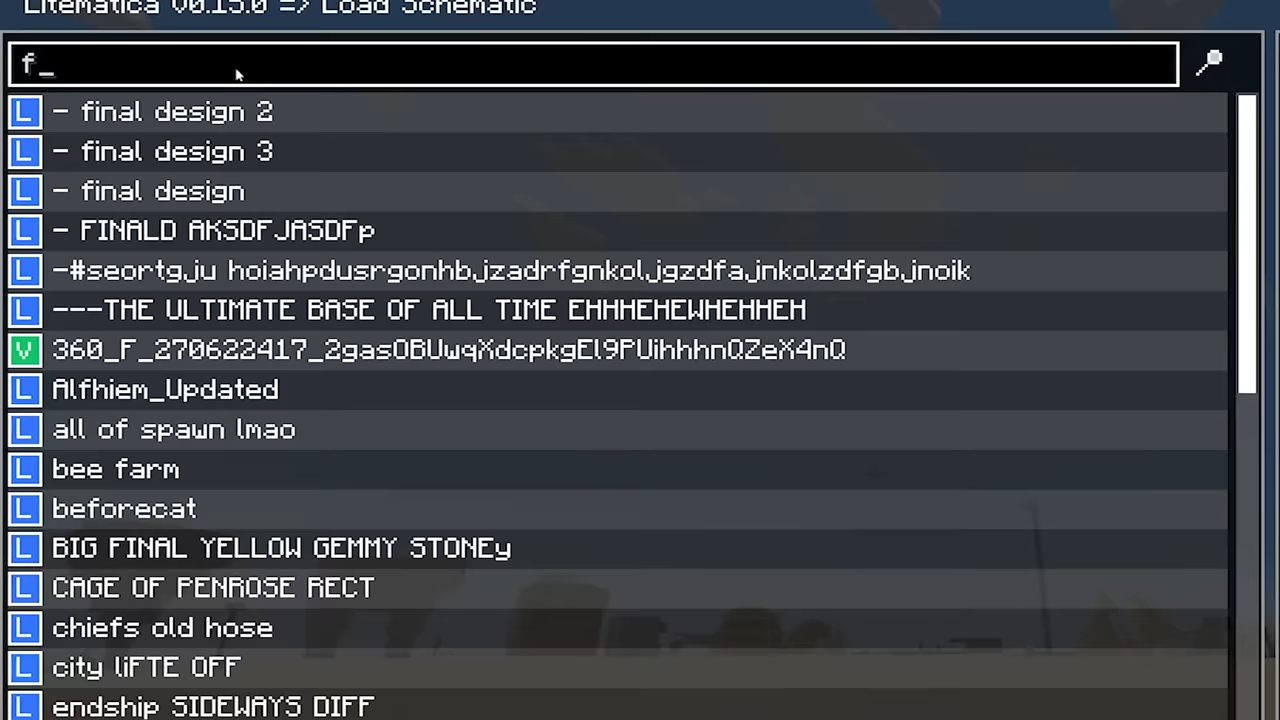 Litematica v0.15.0 => Load Schematic
f_
L - final design 2
L - final design 3
L - final design
L - FINALD AKSDFJASDFp
L -#seortgju hoiahpdusrgonhbjzadrfgnkoljgzdfajnkolzdfgbjnoik
L ---THE ULTIMATE BASE OF ALL TIME EHHHEHEWHEHHEH
V 360_F_270622417_2gasOBUwqXdcpkgEl9PUihhhnQZeX4nQ
L Alfhiem_Updated
L all of spawn lmao
L bee farm
L beforecat
L BIG FINAL YELLOW GEMMY STONEy
L CAGE OF PENROSE RECT
L chiefs old hose
L city liFTE OFF
L endship SIDEWAYS DIFF